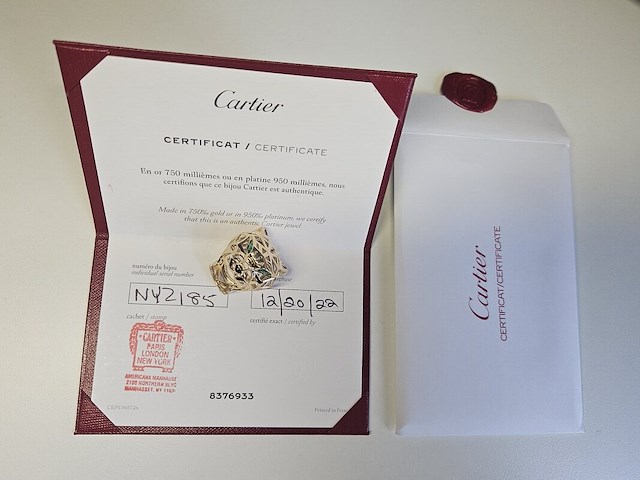 Cartier
CERTIFICAT / CERTIFICATE
En or 750 millièmes ou en platine 950 millièmes, nous
certifions que ce bijou Cartier est authentique.
Made in 750‰ gold or in 950‰ platinum, we certify
that this is an authentic Cartier jewel
numéro du bijou
individual serial number
NYZ185
12/20/22
cachet / stamp
certifié exact / certified by
CARTIER
PARIS
LONDON
NEW YORK
AMERICANA MANHASSET
2100 NORTHERN BLVD
MANHASSET, NY 11030
8376933
Printed in
Cartier
CERTIFICAT/CERTIFICATE